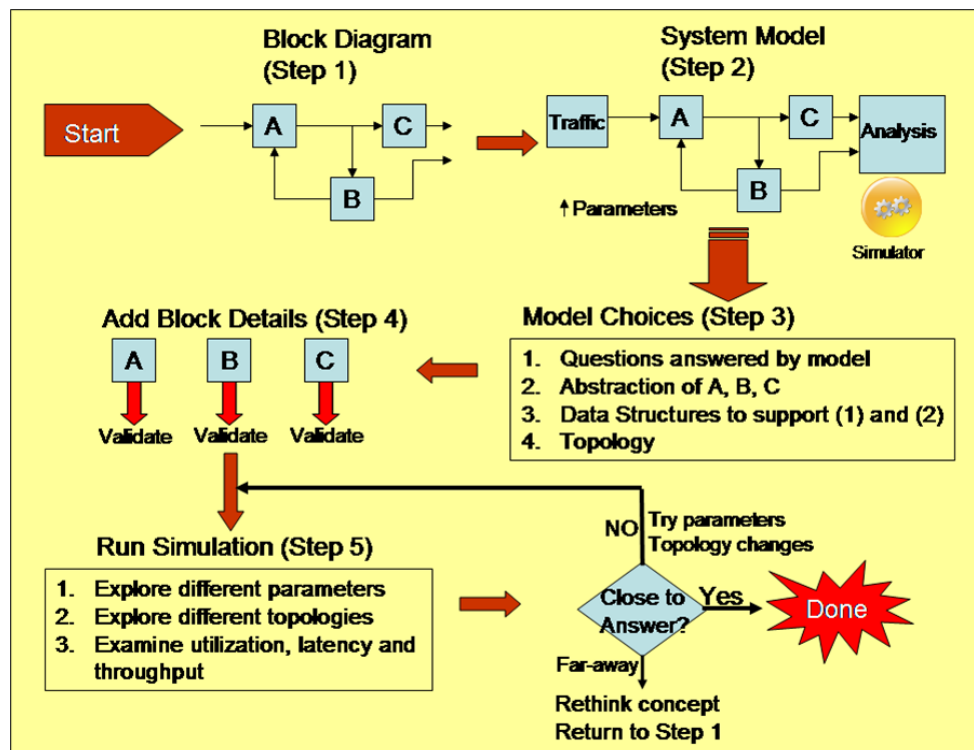 Block Diagram
(Step 1)
System Model
(Step 2)
Start
A
C
B
Traffic
A
C
Analysis
B
Parameters
Simulator
Add Block Details (Step 4)
A
B
C
Validate
Validate
Validate
Model Choices (Step 3)
1. Questions answered by model
2. Abstraction of A, B, C
3. Data Structures to support (1) and (2)
4. Topology
Run Simulation (Step 5)
1. Explore different parameters
2. Explore different topologies
3. Examine utilization, latency and
throughput
NO
Try parameters
Topology changes
Close to
Answer?
Yes
Done
Far-away
Rethink concept
Return to Step 1